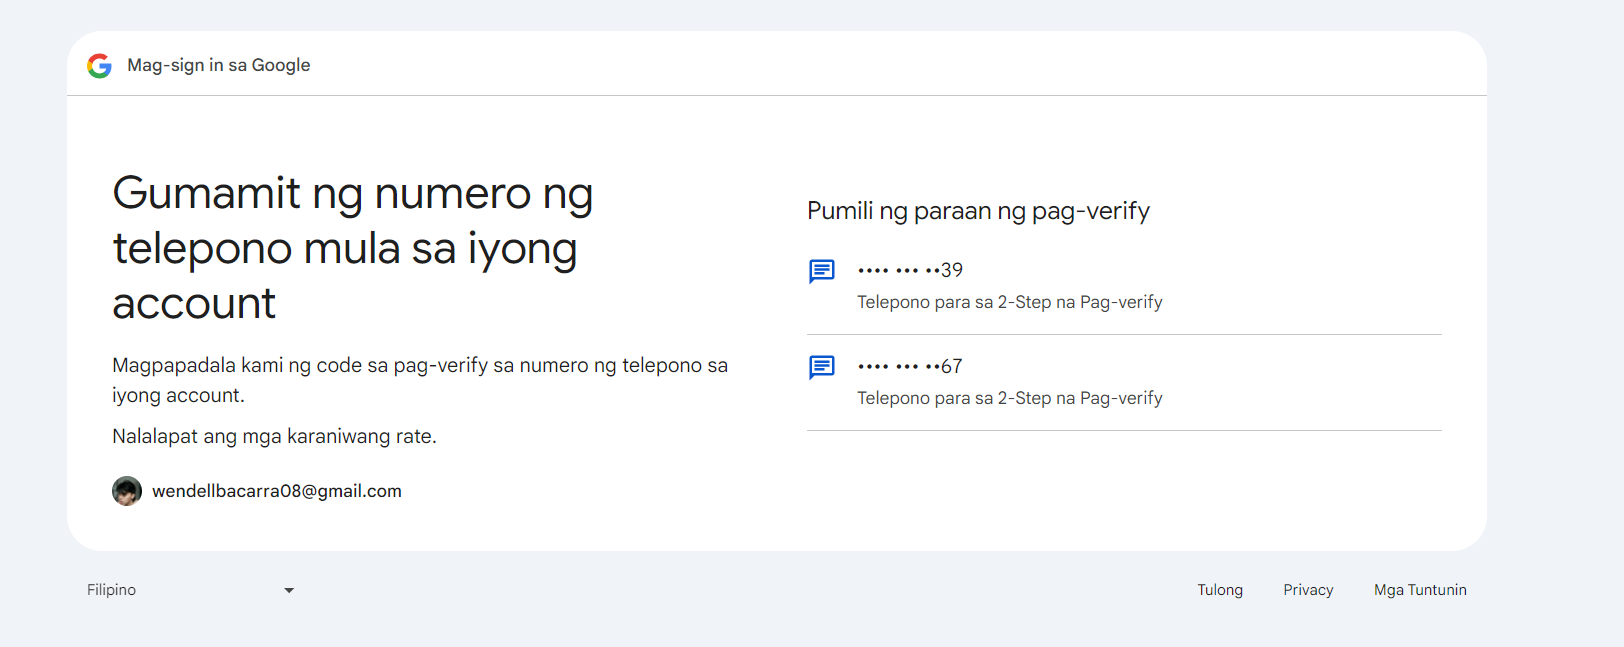 Mag-sign in sa Google
Gumamit ng numero ng
telepono mula sa iyong
account
Magpapadala kami ng code sa pag-verify sa numero ng telepono sa
iyong account.
Nalalapat ang mga karaniwang rate.
wendellbacarra08@gmail.com
Pumili ng paraan ng pag-verify
•••• ••• ••39
Telepono para sa 2-Step na Pag-verify
•••• ••• ••67
Telepono para sa 2-Step na Pag-verify
Filipino
Tulong
Privacy
Mga Tuntunin